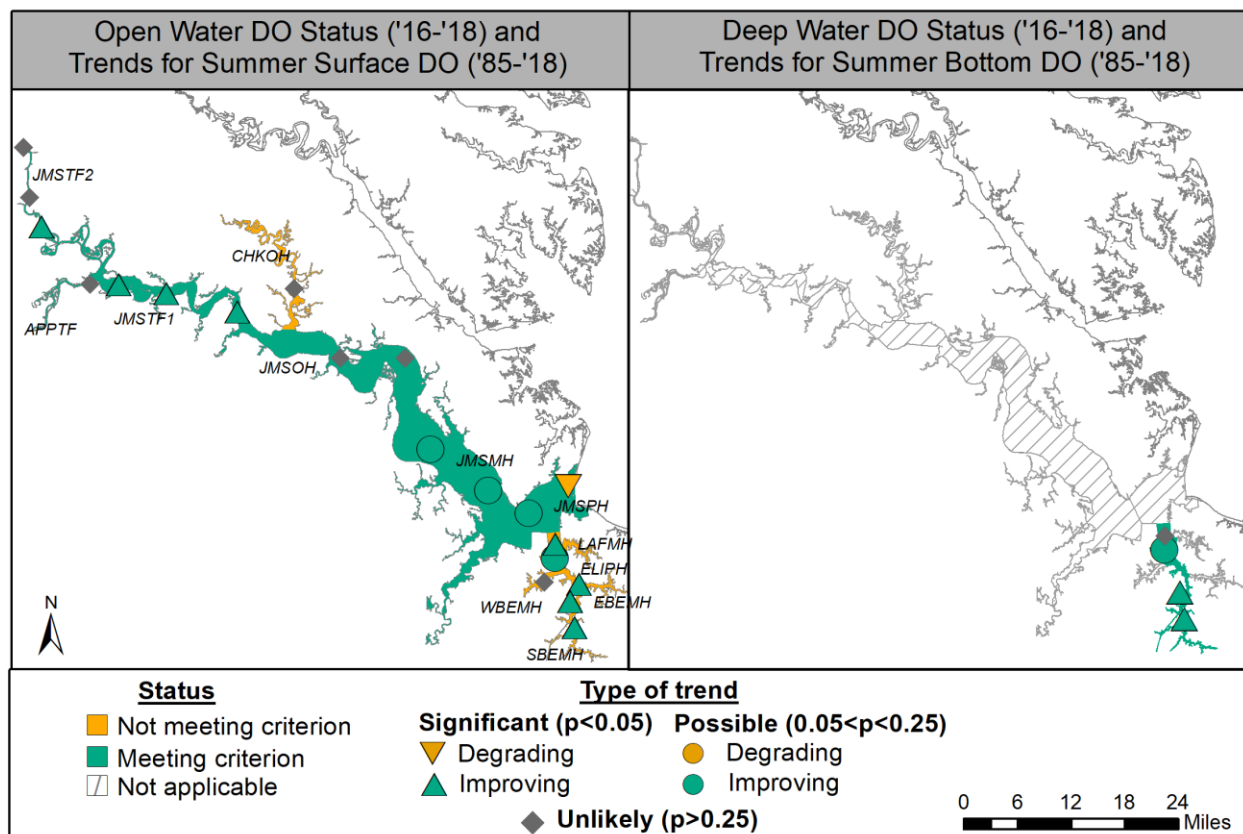 Open Water DO Status ('16-'18) and
Trends for Summer Surface DO ('85-'18)
Deep Water DO Status ('16-'18) and
Trends for Summer Bottom DO ('85-'18)
JMSTF2
CHKOH
APPTF
JMSTF1
JMSOH
JMSMH
JMSPH
LAFMH
ELIPH
WBEMH
EBEMH
SBEMH
N
Status
Not meeting criterion
Meeting criterion
Not applicable
Type of trend
Significant (p<0.05)
Degrading
Improving
Possible (0.05<p<0.25)
Degrading
Improving
Unlikely (p>0.25)
0 6 12 18 24
Miles